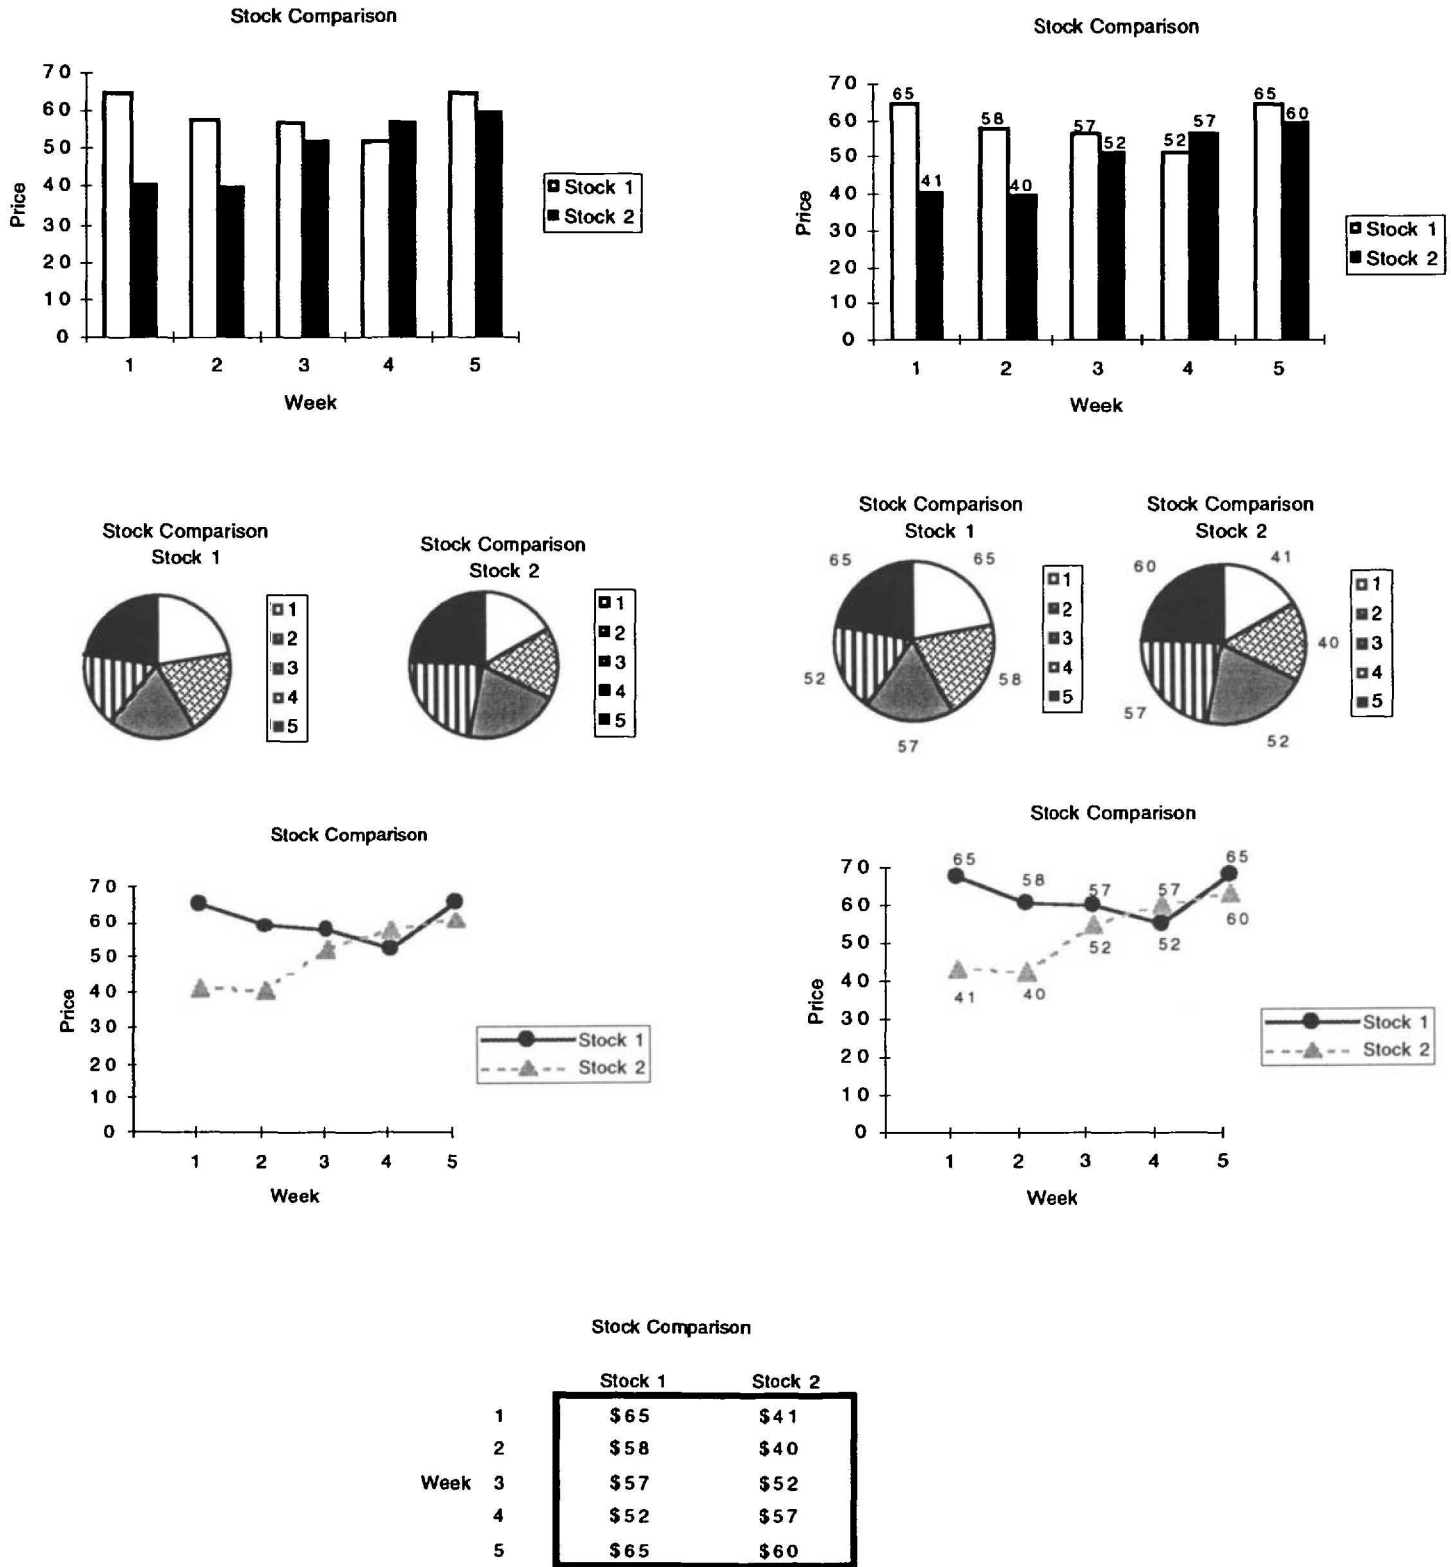 Stock Comparison
70
60
50
40
30
20
10
0
Price
1 2 3 4 5
Week
Stock 1
Stock 2
Stock Comparison
70
60
50
40
30
20
10
0
Price
65 41 58 40 57 52 52 57 65 60
1 2 3 4 5
Week
Stock 1
Stock 2
Stock Comparison
Stock 1
1
2
3
4
5
Stock Comparison
Stock 2
1
2
3
4
5
Stock Comparison
Stock 1
65 65
52 58
57
1
2
3
4
5
Stock Comparison
Stock 2
60 41
40
57 52
1
2
3
4
5
Stock Comparison
70
60
50
40
30
20
10
0
Price
1 2 3 4 5
Week
Stock 1
Stock 2
Stock Comparison
70
60
50
40
30
20
10
0
Price
65 58 57 57 65
41 40 52 52 60
1 2 3 4 5
Week
Stock 1
Stock 2
Stock Comparison
Stock 1 Stock 2
1 $65 $41
2 $58 $40
Week 3 $57 $52
4 $52 $57
5 $65 $60